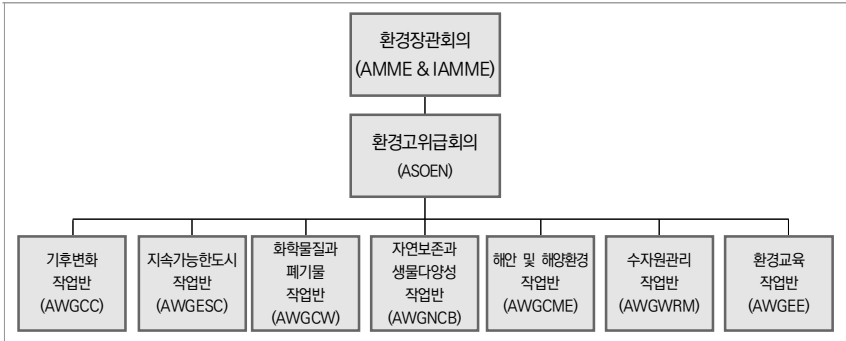 환경장관회의
(AMME & IAMME)
환경고위급회의
(ASOEN)
기후변화
작업반
(AWGCC)
지속가능한도시
작업반
(AWGESC)
화학물질과
폐기물
작업반
(AWGCW)
자연보존과
생물다양성
작업반
(AWGNCB)
해안 및 해양환경
작업반
(AWGCME)
수자원관리
작업반
(AWGWRM)
환경교육
작업반
(AWGEE)